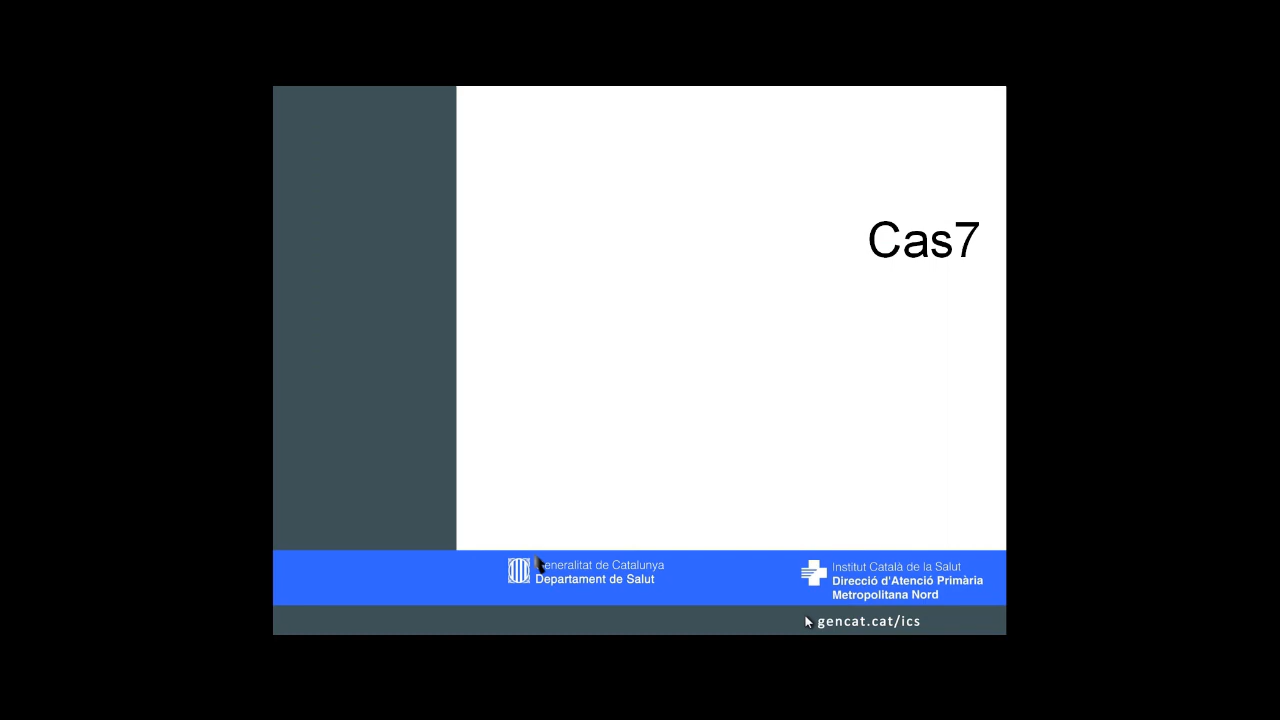 Cas7
Generalitat de Catalunya
Departament de Salut
Institut Català de la Salut
Direcció d'Atenció Primària
Metropolitana Nord
gencat.cat/ics